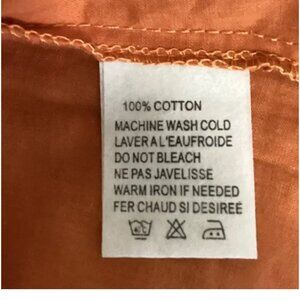 100% COTTON
MACHINE WASH COLD
LAVER A L'EAUFROIDE
DO NOT BLEACH
NE PAS JAVELISSE
WARM IRON IF NEEDED
FER CHAUD SI DESIREÉ